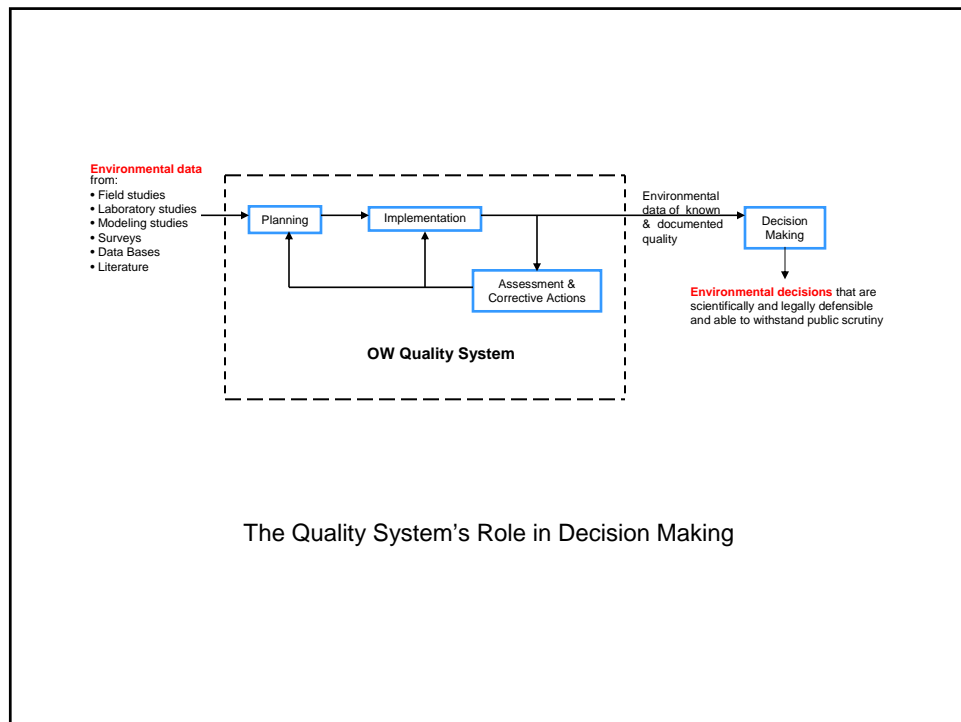 Environmental data
from:
• Field studies
• Laboratory studies
• Modeling studies
• Surveys
• Data Bases
• Literature
Planning
Implementation
Assessment &
Corrective Actions
OW Quality System
Environmental
data of known
& documented
quality
Decision
Making
Environmental decisions that are
scientifically and legally defensible
and able to withstand public scrutiny
The Quality System's Role in Decision Making